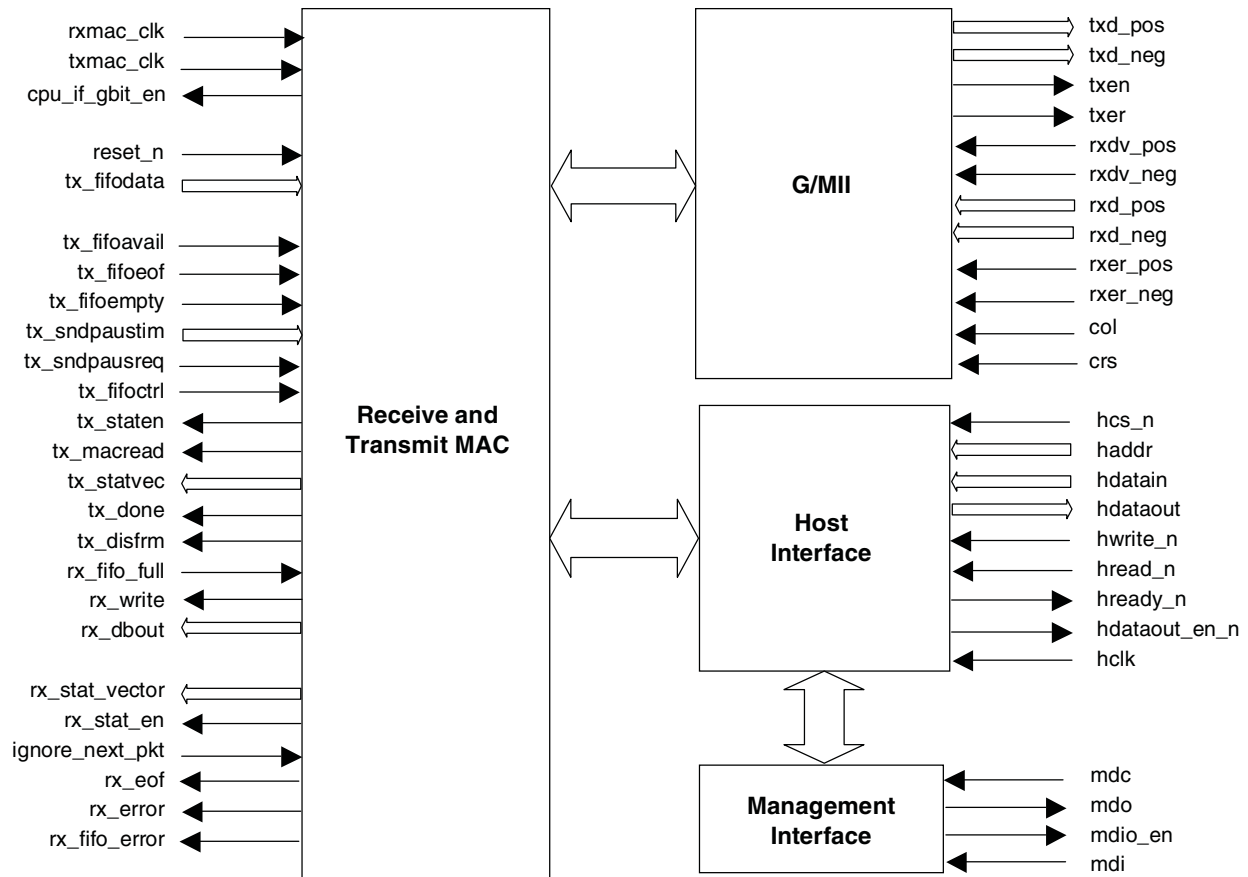 rxmac_clk
txmac_clk
cpu_if_gbit_en
reset_n
tx_fifodata
tx_fifoavail
tx_fifoeof
tx_fifoempty
tx_sndpaustim
tx_sndpausreq
tx_fifoctrl
tx_staten
tx_macread
tx_statvec
tx_done
tx_disfrm
rx_fifo_full
rx_write
rx_dbout
rx_stat_vector
rx_stat_en
ignore_next_pkt
rx_eof
rx_error
rx_fifo_error
Receive and
Transmit MAC
G/MII
txd_pos
txd_neg
txen
txer
rxdv_pos
rxdv_neg
rxd_pos
rxd_neg
rxer_pos
rxer_neg
col
crs
Host
Interface
hcs_n
haddr
hdatain
hdataout
hwrite_n
hread_n
hready_n
hdataout_en_n
hclk
Management
Interface
mdc
mdo
mdio_en
mdi